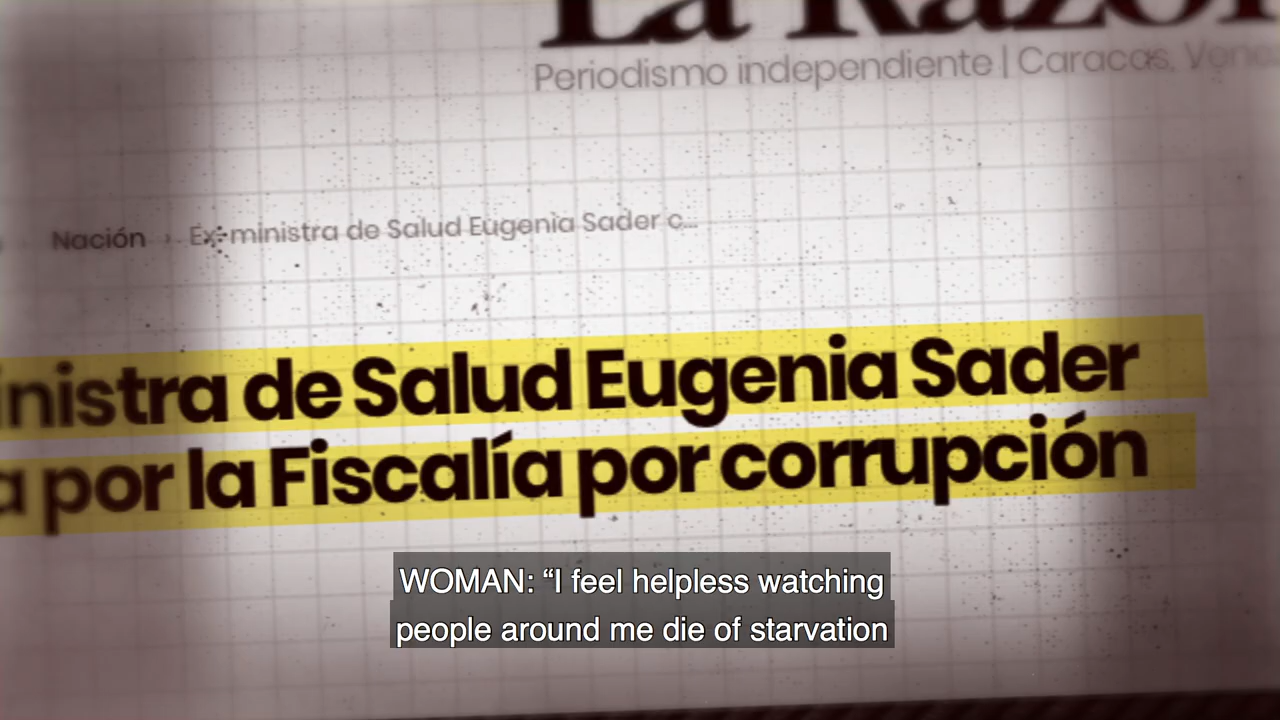 La Razón
Periodismo independiente | Caracas, Vene
Nación › Ex-ministra de Salud Eugenia Sader c...
inistra de Salud Eugenia Sader
a por la Fiscalía por corrupción
WOMAN: “I feel helpless watching
people around me die of starvation